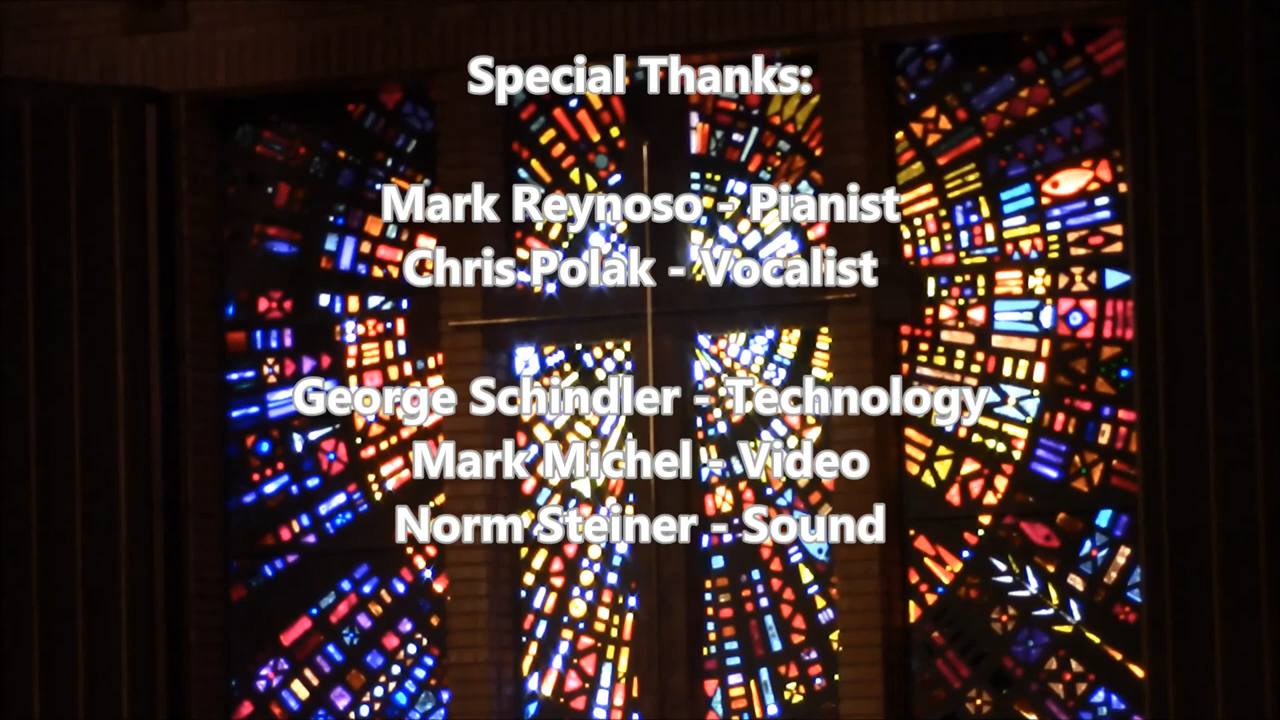 Special Thanks:
Mark Reynoso - Pianist
Chris Polak - Vocalist
George Schindler - Technology
Mark Michel - Video
Norm Steiner - Sound